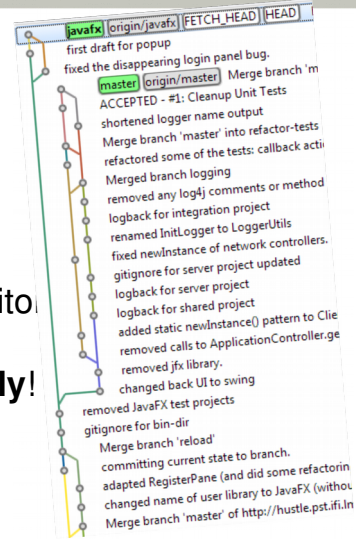 javafx origin/javafx FETCH_HEAD HEAD
first draft for popup
fixed the disappearing login panel bug.
master origin/master Merge branch 'm
ACCEPTED - #1: Cleanup Unit Tests
shortened logger name output
Merge branch 'master' into refactor-tests
refactored some of the tests: callback acti
Merged branch logging
removed any log4j comments or method
logback for integration project
renamed InitLogger to LoggerUtils
fixed newInstance of network controllers.
gitignore for server project updated
logback for server project
logback for shared project
added static newInstance() pattern to Clie
removed calls to ApplicationController.ge
removed jfx library.
changed back UI to swing
removed JavaFX test projects
gitignore for bin-dir
Merge branch 'reload'
committing current state to branch.
adapted RegisterPane (and did some refactorin
changed name of user library to JavaFX (withou
Merge branch 'master' of http://hustle.pst.ifi.lm
ito
ly!